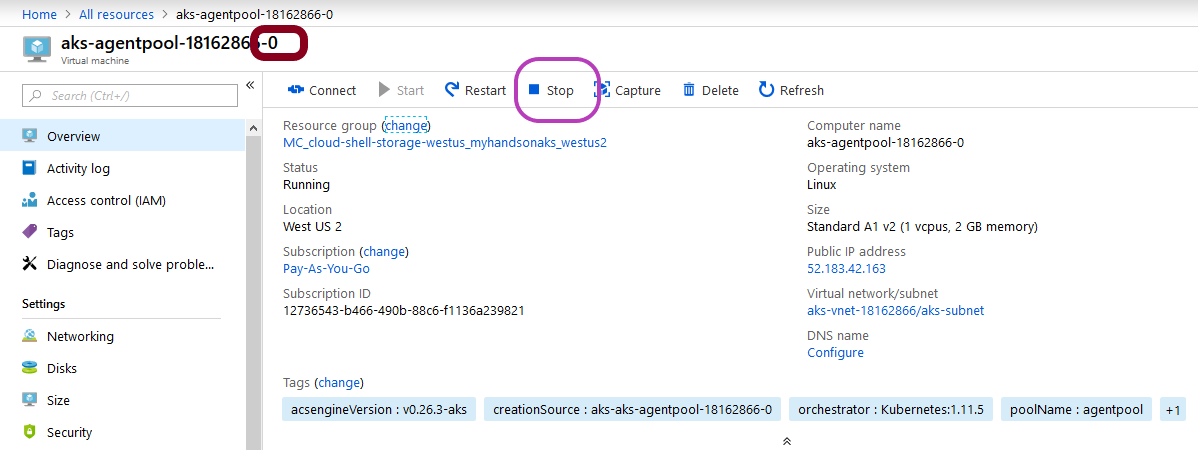 Home > All resources > aks-agentpool-18162866-0
aks-agentpool-18162866-0
Virtual machine
Search (Ctrl+/)
Overview
Activity log
Access control (IAM)
Tags
Diagnose and solve proble...
Settings
Networking
Disks
Size
Security
Connect Start Restart Stop Capture Delete Refresh
Resource group (change)
MC_cloud-shell-storage-westus_myhandsonaks_westus2
Status
Running
Location
West US 2
Subscription (change)
Pay-As-You-Go
Subscription ID
12736543-b466-490b-88c6-f1136a239821
Computer name
aks-agentpool-18162866-0
Operating system
Linux
Size
Standard A1 v2 (1 vcpus, 2 GB memory)
Public IP address
52.183.42.163
Virtual network/subnet
aks-vnet-18162866/aks-subnet
DNS name
Configure
Tags (change)
acsengineVersion : v0.26.3-aks creationSource : aks-aks-agentpool-18162866-0 orchestrator : Kubernetes:1.11.5 poolName : agentpool +1